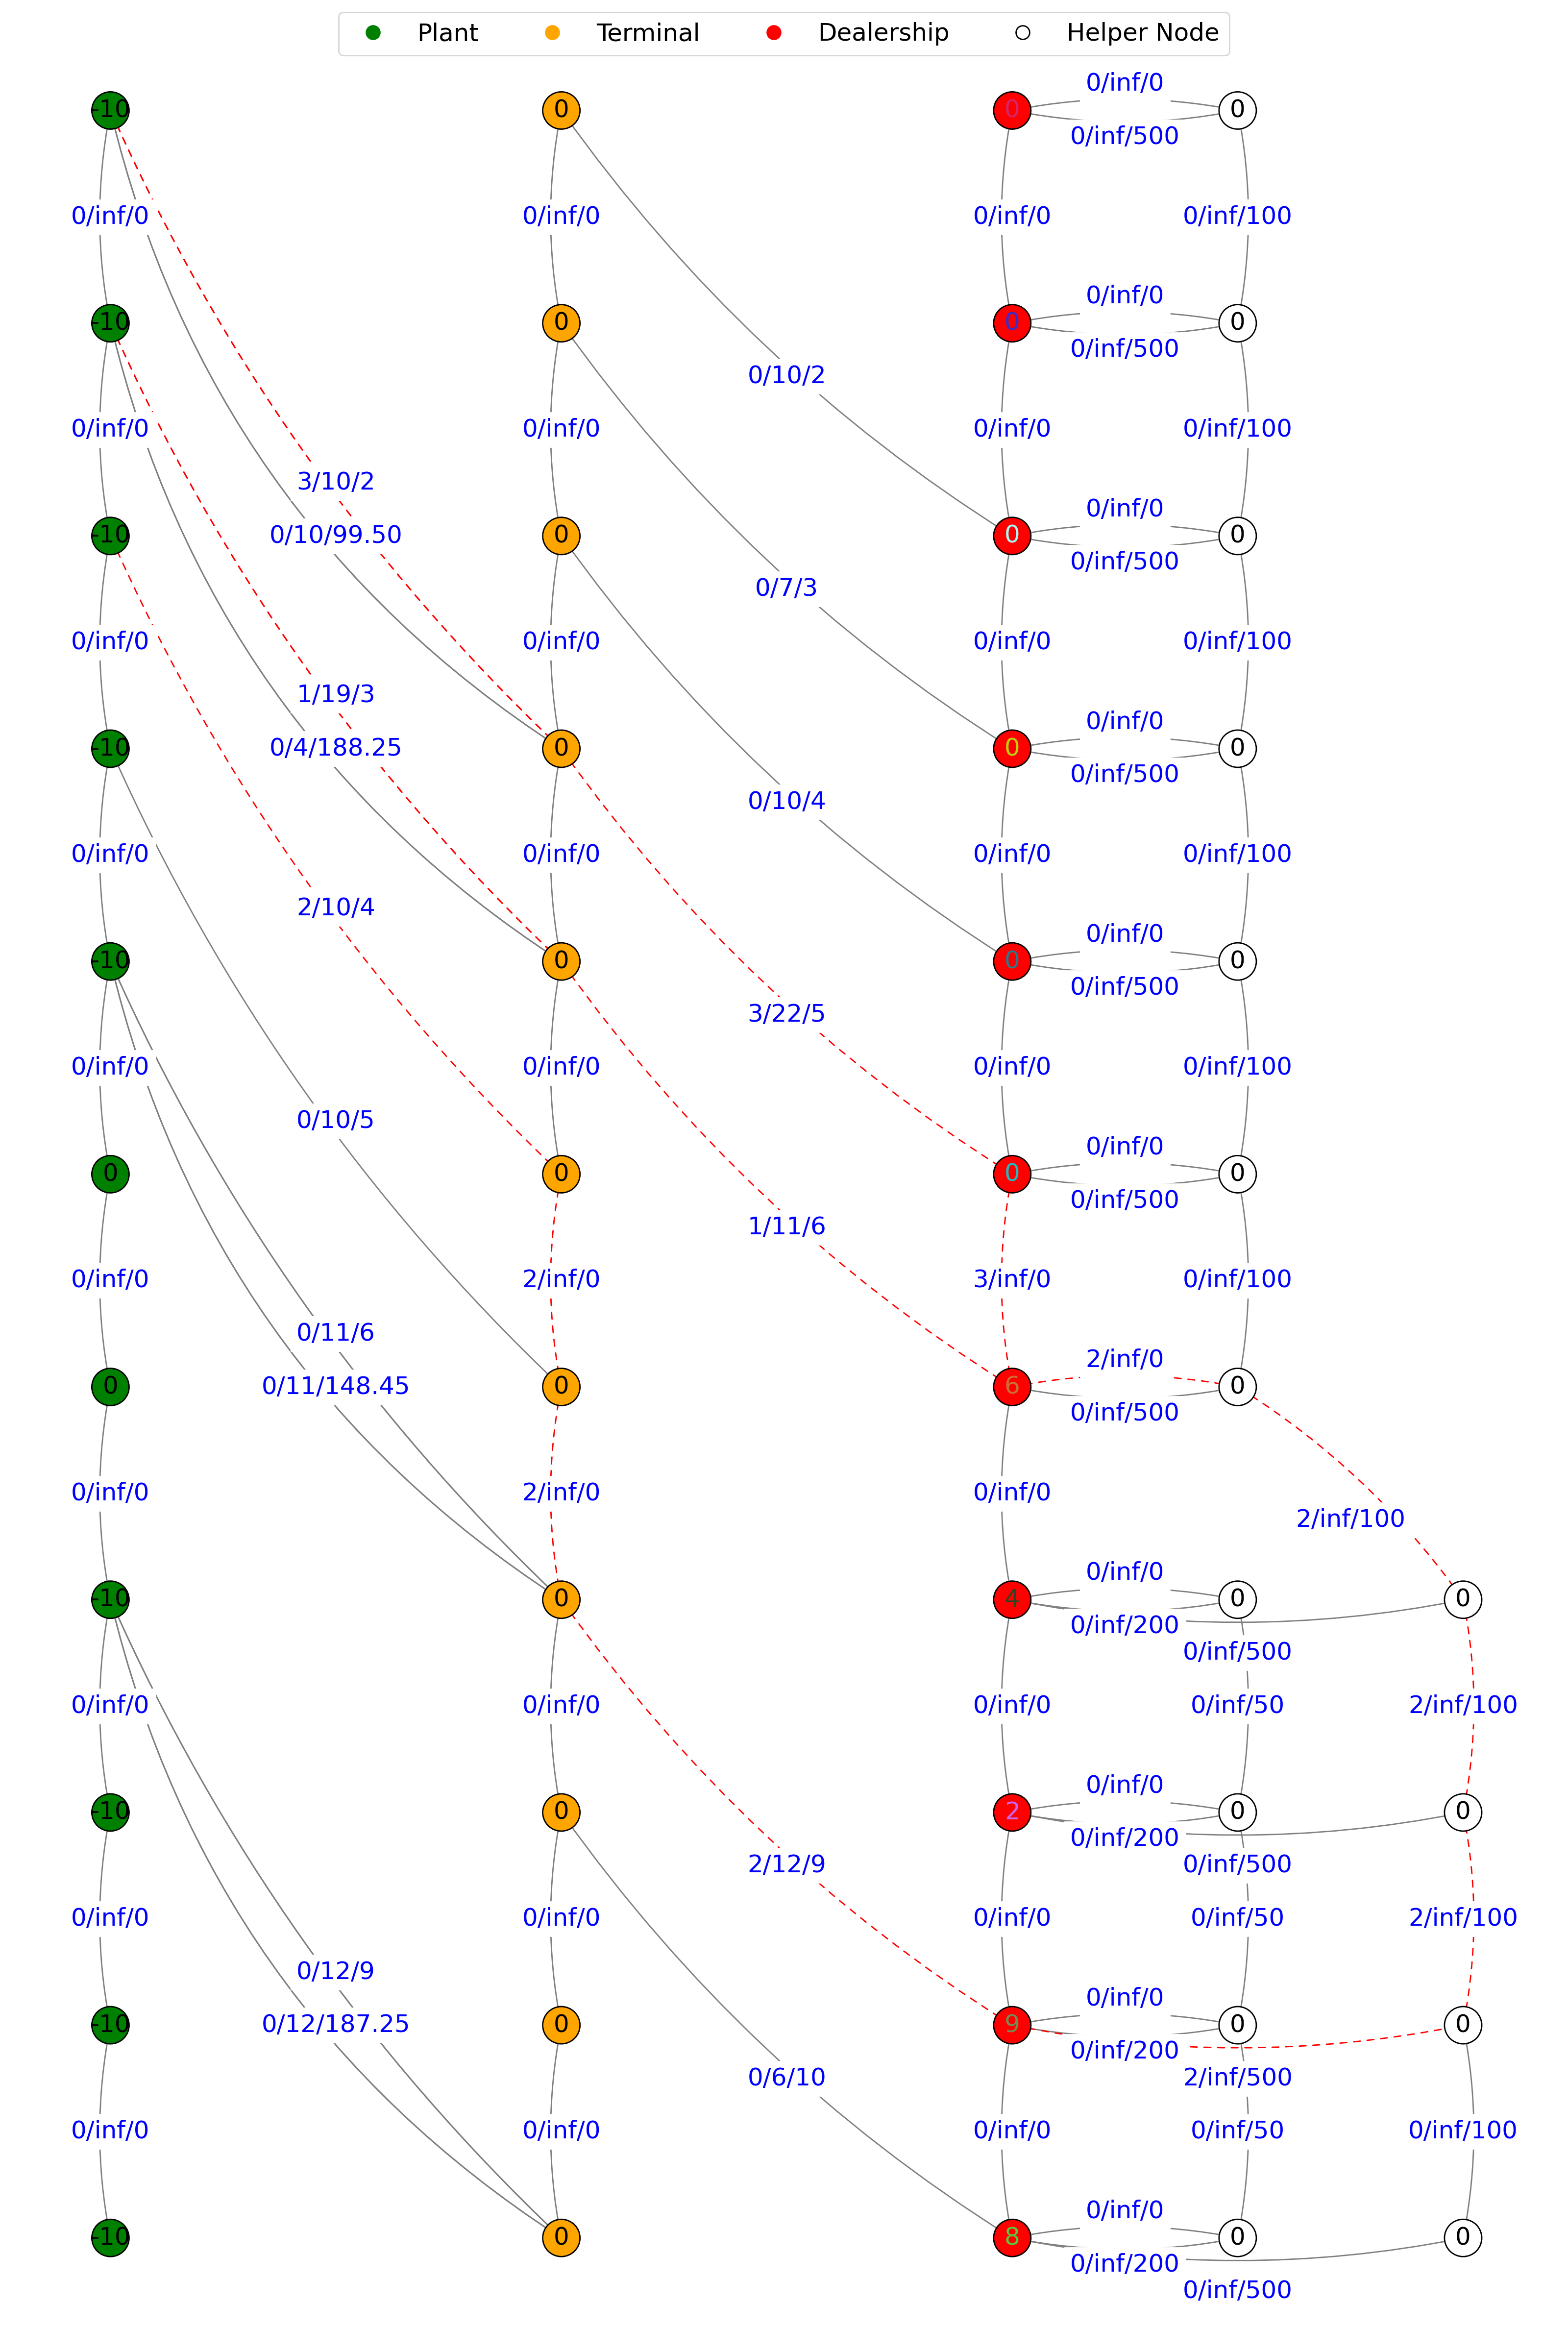 Plant Terminal Dealership Helper Node
0/inf/0
-10 0 0 0
0/inf/500
0/inf/0 0/inf/0 0/inf/0 0/inf/100
0/inf/0
-10 0 0 0
0/inf/500
0/10/2
0/inf/0 0/inf/0 0/inf/0 0/inf/100
3/10/2
0/inf/0
-10 0/10/99.50 0 0 0
0/inf/500
0/7/3
0/inf/0 0/inf/0 0/inf/0 0/inf/100
1/19/3
0/inf/0
-10 0/4/188.25 0 0 0
0/inf/500
0/10/4
0/inf/0 0/inf/0 0/inf/0 0/inf/100
2/10/4
0/inf/0
-10 0 0 0
0/inf/500
3/22/5
0/inf/0 0/inf/0 0/inf/0 0/inf/100
0/10/5
0/inf/0
0 0 0 0
0/inf/500
1/11/6
0/inf/0 2/inf/0 3/inf/0 0/inf/100
0/11/6
2/inf/0
0 0/11/148.45 0 6 0
0/inf/500
0/inf/0 2/inf/0 0/inf/0
2/inf/100
0/inf/0
-10 0 4 0 0
0/inf/200
0/inf/500
0/inf/0 0/inf/0 0/inf/0 0/inf/50 2/inf/100
0/inf/0
-10 0 2 0 0
0/inf/200
2/12/9 0/inf/500
0/inf/0 0/inf/0 0/inf/0 0/inf/50 2/inf/100
0/12/9
0/inf/0
-10 0/12/187.25 0 9 0 0
0/inf/200
0/6/10 2/inf/500
0/inf/0 0/inf/0 0/inf/0 0/inf/50 0/inf/100
0/inf/0
-10 0 8 0 0
0/inf/200
0/inf/500